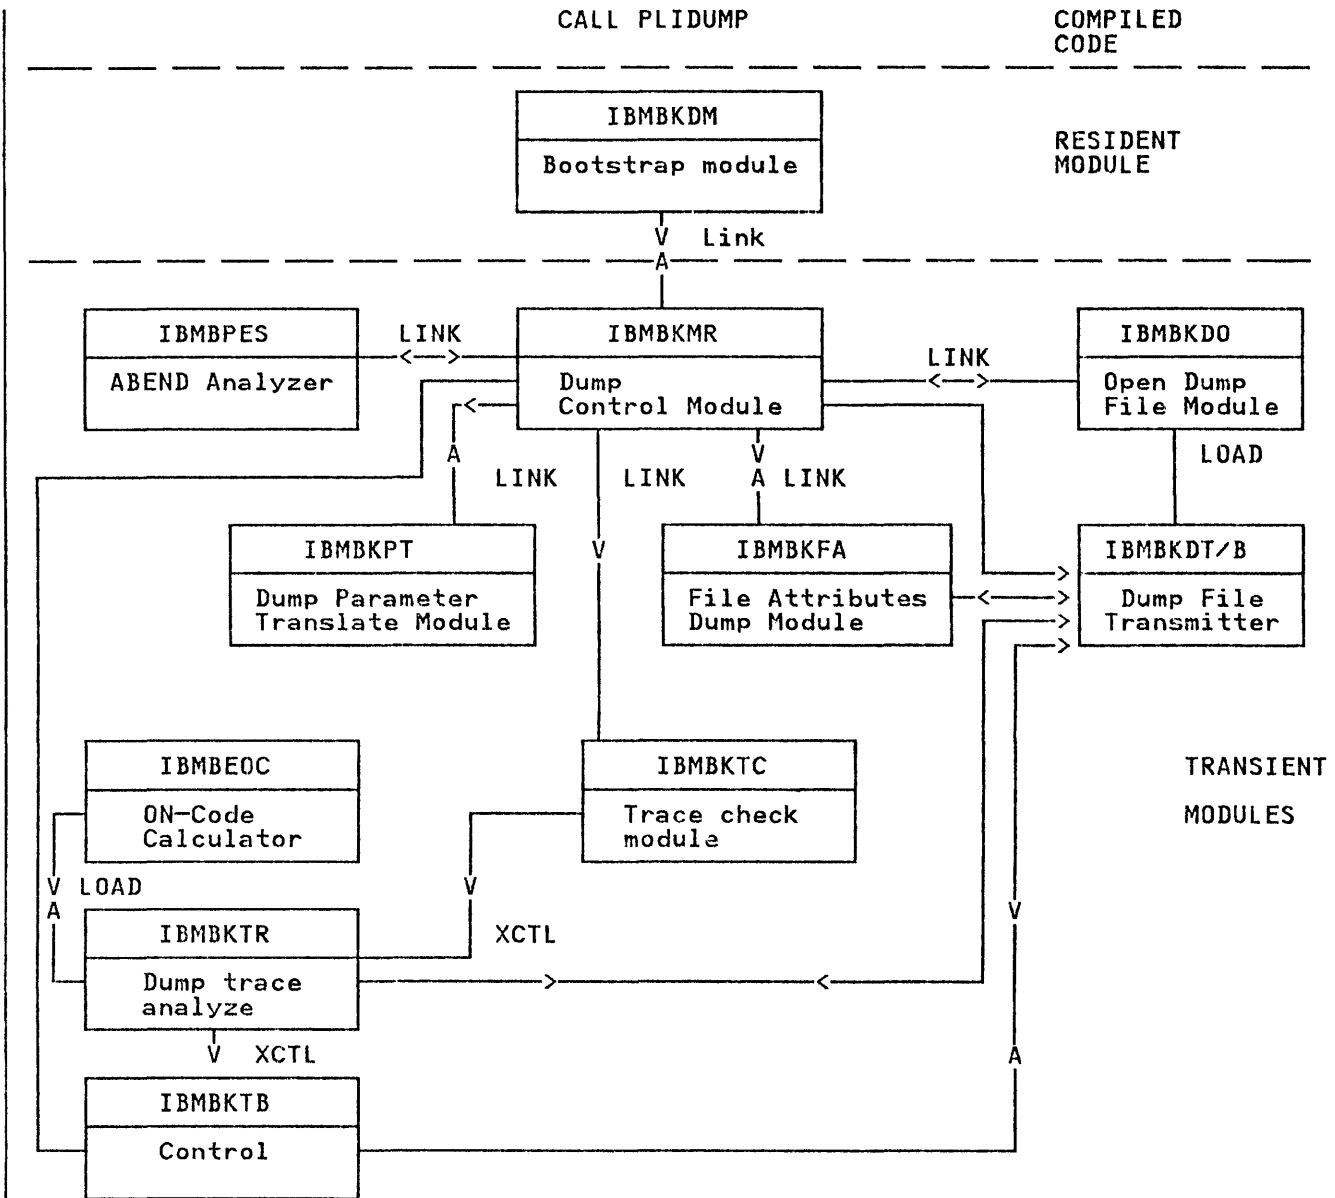 CALL PLIDUMP
COMPILED
CODE
IBMBKDM
Bootstrap module
RESIDENT
MODULE
V Link
A
IBMBPES
ABEND Analyzer
LINK
< >
IBMBKMR
Dump
Control Module
LINK
< >
IBMBKDO
Open Dump
File Module
<
A
LINK
LINK
V
A LINK
LOAD
IBMBKPT
Dump Parameter
Translate Module
V
IBMBKFA
File Attributes
Dump Module
< >
>
>
>
IBMBKDT/B
Dump File
Transmitter
IBMBEOC
ON-Code
Calculator
IBMBKTC
Trace check
module
TRANSIENT
MODULES
V LOAD
A
V
XCTL
V
IBMBKTR
Dump trace
analyze
>
<
V XCTL
A
IBMBKTB
Control